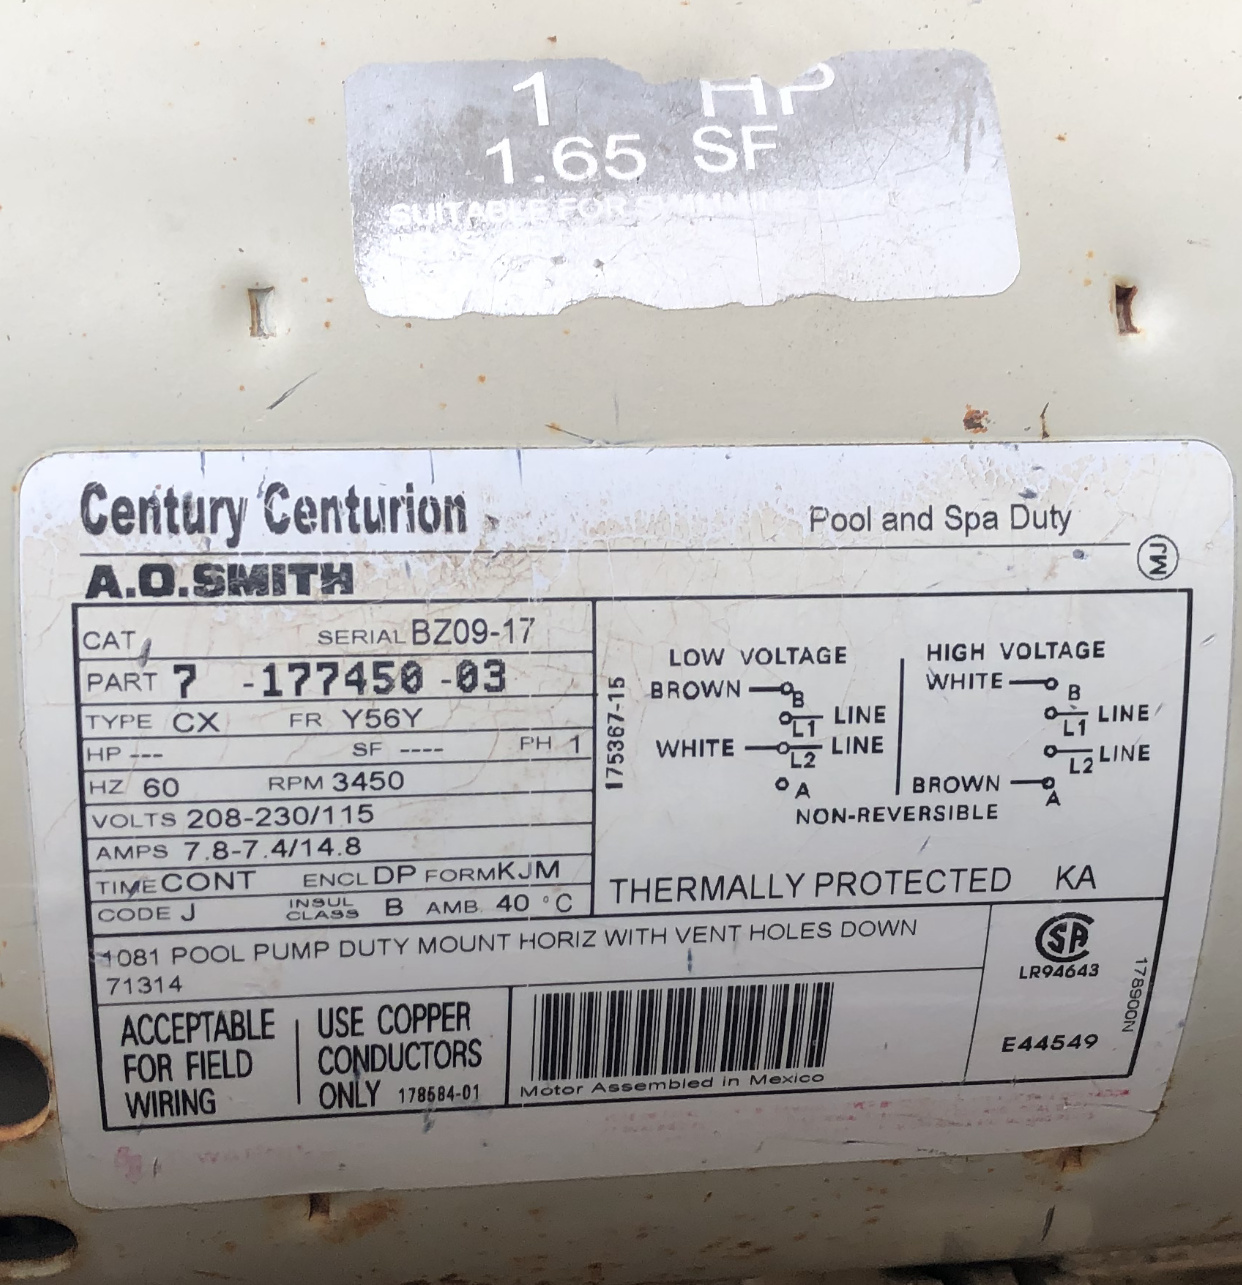 1 HP
1.65 SF
SUITABLE FOR SWIMMING
Century Centurion
Pool and Spa Duty
A.O.SMITH
CAT
SERIAL BZ09-17
PART 7 -177450 -03
TYPE CX FR Y56Y
HP --- SF ---- PH 1
HZ 60 RPM 3450
VOLTS 208-230/115
AMPS 7.8-7.4/14.8
TIME CONT ENCL DP FORM KJM
CODE J INSUL CLASS B AMB 40 °C
175367-15
LOW VOLTAGE
BROWN B
L1 LINE
WHITE L2 LINE
A
HIGH VOLTAGE
WHITE B
L1 LINE
L2 LINE
BROWN A
NON-REVERSIBLE
THERMALLY PROTECTED KA
1081 POOL PUMP DUTY MOUNT HORIZ WITH VENT HOLES DOWN
71314
ACCEPTABLE
FOR FIELD
WIRING
USE COPPER
CONDUCTORS
ONLY 178584-01
Motor Assembled in Mexico
SA
LR94643
E44549
178900N